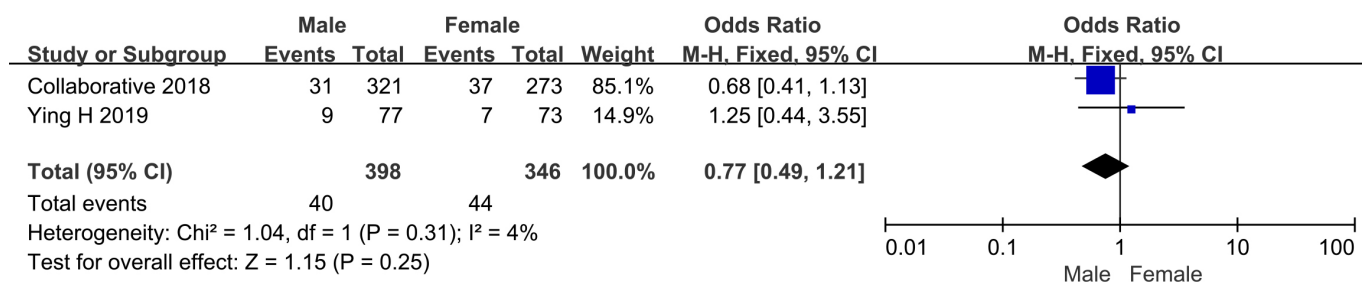 Male Female Odds Ratio Odds Ratio
Study or Subgroup Events Total Events Total Weight M-H, Fixed, 95% CI M-H, Fixed, 95% CI
Collaborative 2018 31 321 37 273 85.1% 0.68 [0.41, 1.13]
Ying H 2019 9 77 7 73 14.9% 1.25 [0.44, 3.55]
Total (95% CI) 398 346 100.0% 0.77 [0.49, 1.21]
Total events 40 44
Heterogeneity: Chi² = 1.04, df = 1 (P = 0.31); I² = 4%
Test for overall effect: Z = 1.15 (P = 0.25)
0.01 0.1 1 10 100
Male Female